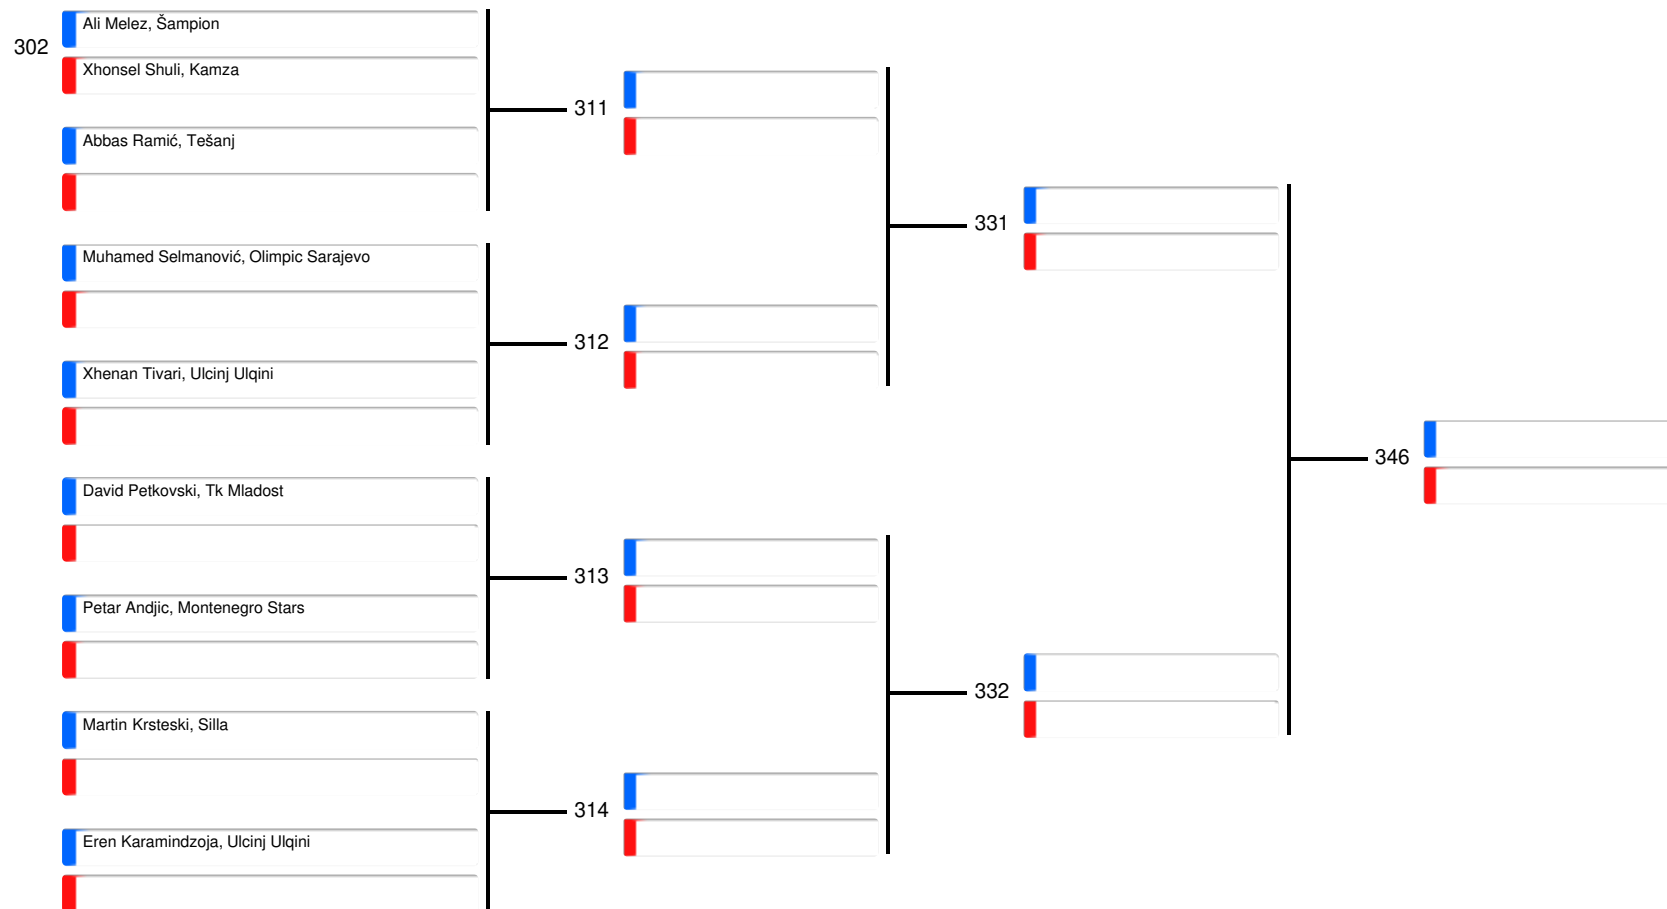 302
Ali Melez, Šampion
Xhonsel Shuli, Kamza
Abbas Ramić, Tešanj
Muhamed Selmanović, Olimpic Sarajevo
Xhenan Tivari, Ulcinj Ulqini
David Petkovski, Tk Mladost
Petar Andjic, Montenegro Stars
Martin Krsteski, Silla
Eren Karamindzoja, Ulcinj Ulqini
311
312
313
314
331
332
346